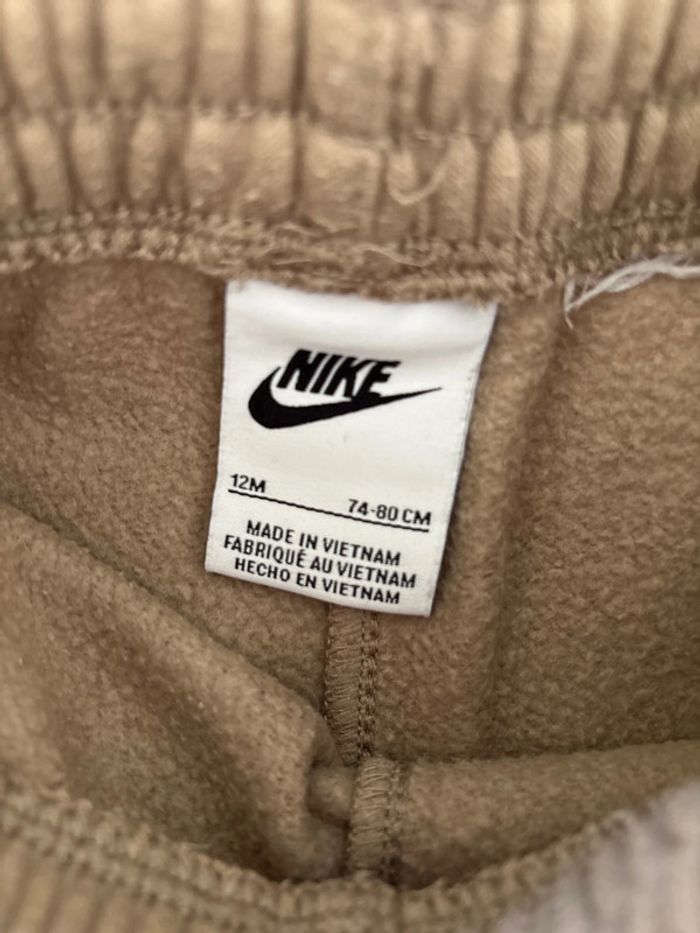 NIKE
12M
74-80 CM
MADE IN VIETNAM
FABRIQUÉ AU VIETNAM
HECHO EN VIETNAM